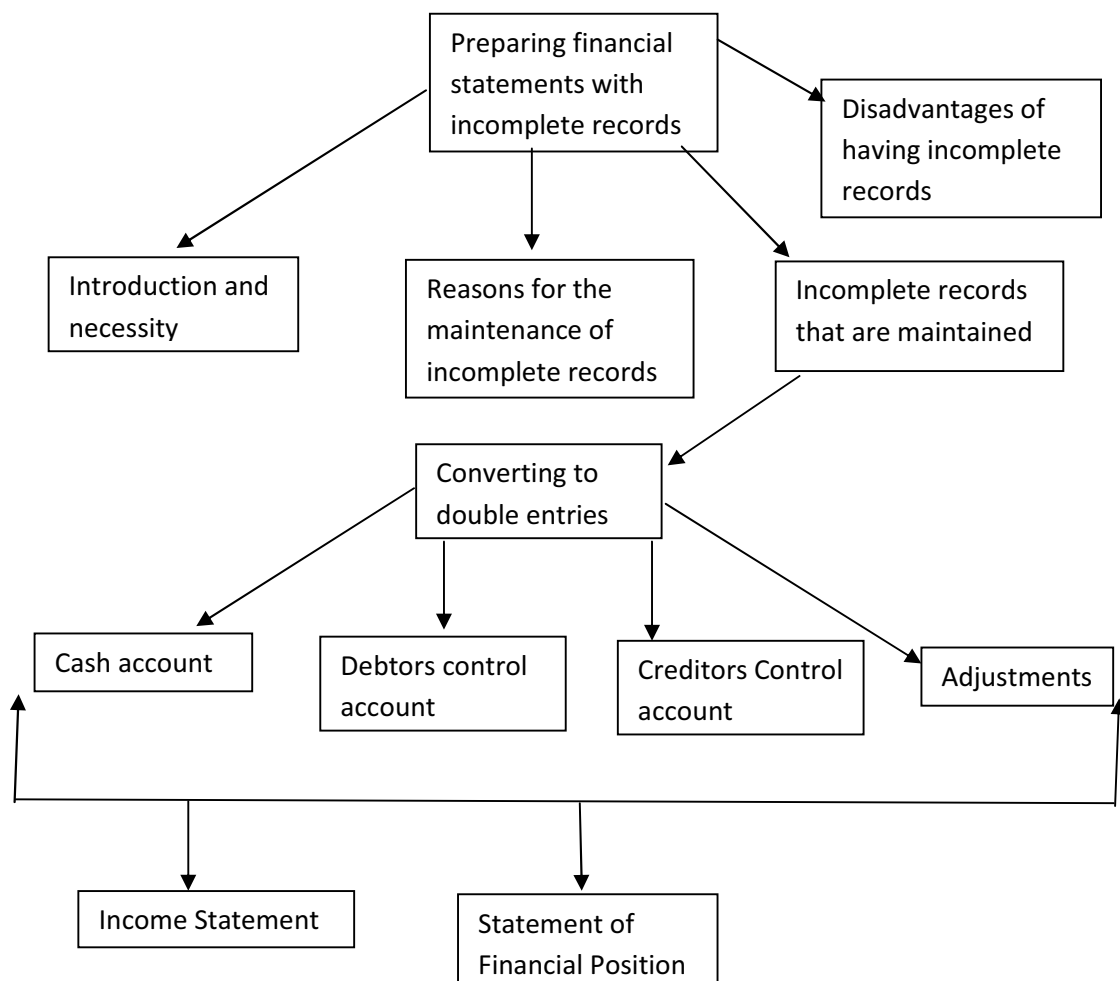 Preparing financial
statements with
incomplete records
Disadvantages of
having incomplete
records
Introduction and
necessity
Reasons for the
maintenance of
incomplete records
Incomplete records
that are maintained
Converting to
double entries
Cash account
Debtors control
account
Creditors Control
account
Adjustments
Income Statement
Statement of
Financial Position